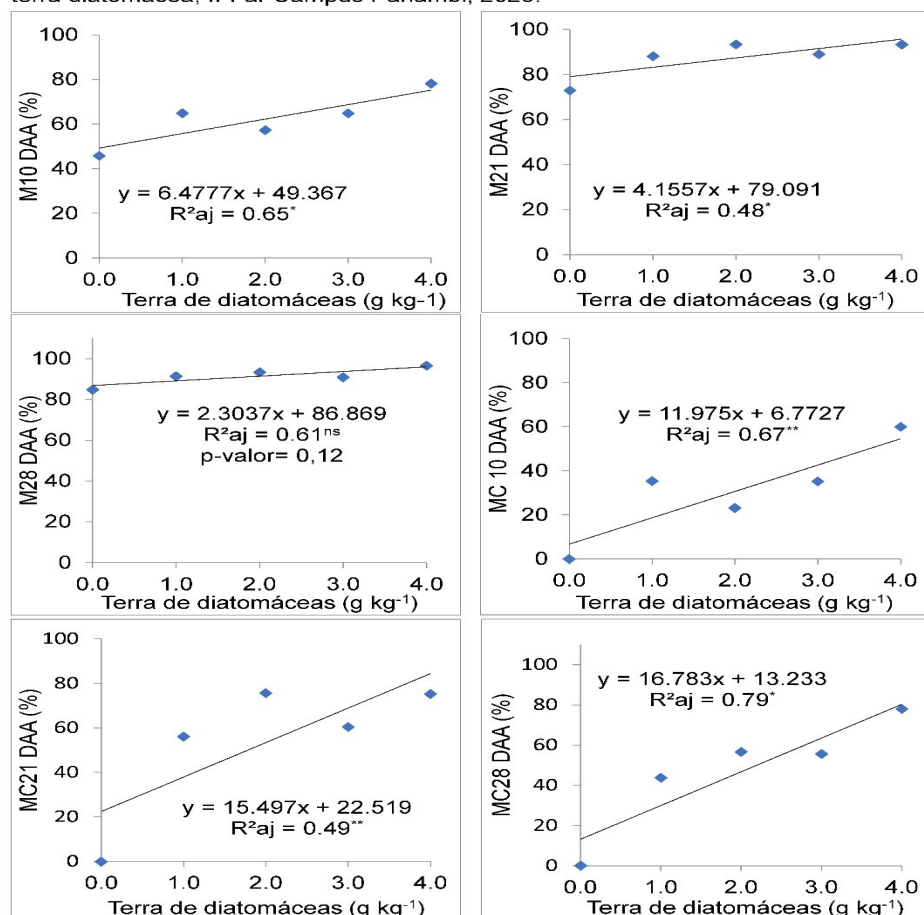 terra diatomácea, Campus Panambi,
M10 DAA (%)
100
80
60
40
20
0
y = 6.4777x + 49.367
R²aj = 0.65*
0.0 1.0 2.0 3.0 4.0
Terra de diatomáceas (g kg-1)
M21 DAA (%)
100
80
60
40
20
0
y = 4.1557x + 79.091
R²aj = 0.48*
0.0 1.0 2.0 3.0 4.0
Terra de diatomáceas (g kg⁻¹)
M28 DAA (%)
100
80
60
40
20
0
y = 2.3037x + 86.869
R²aj = 0.61ⁿˢ
p-valor= 0,12
0.0 1.0 2.0 3.0 4.0
Terra de diatomáceas (g kg⁻¹)
MC 10 DAA (%)
100
80
60
40
20
0
y = 11.975x + 6.7727
R²aj = 0.67**
0.0 1.0 2.0 3.0 4.0
Terra de diatomáceas (g kg⁻¹)
MC21 DAA (%)
100
80
60
40
20
0
y = 15.497x + 22.519
R²aj = 0.49**
0.0 1.0 2.0 3.0 4.0
Terra de diatomáceas (g kg⁻¹)
MC28 DAA (%)
100
80
60
40
20
0
y = 16.783x + 13.233
R²aj = 0.79*
0.0 1.0 2.0 3.0 4.0
Terra de diatomáceas (g kg⁻¹)